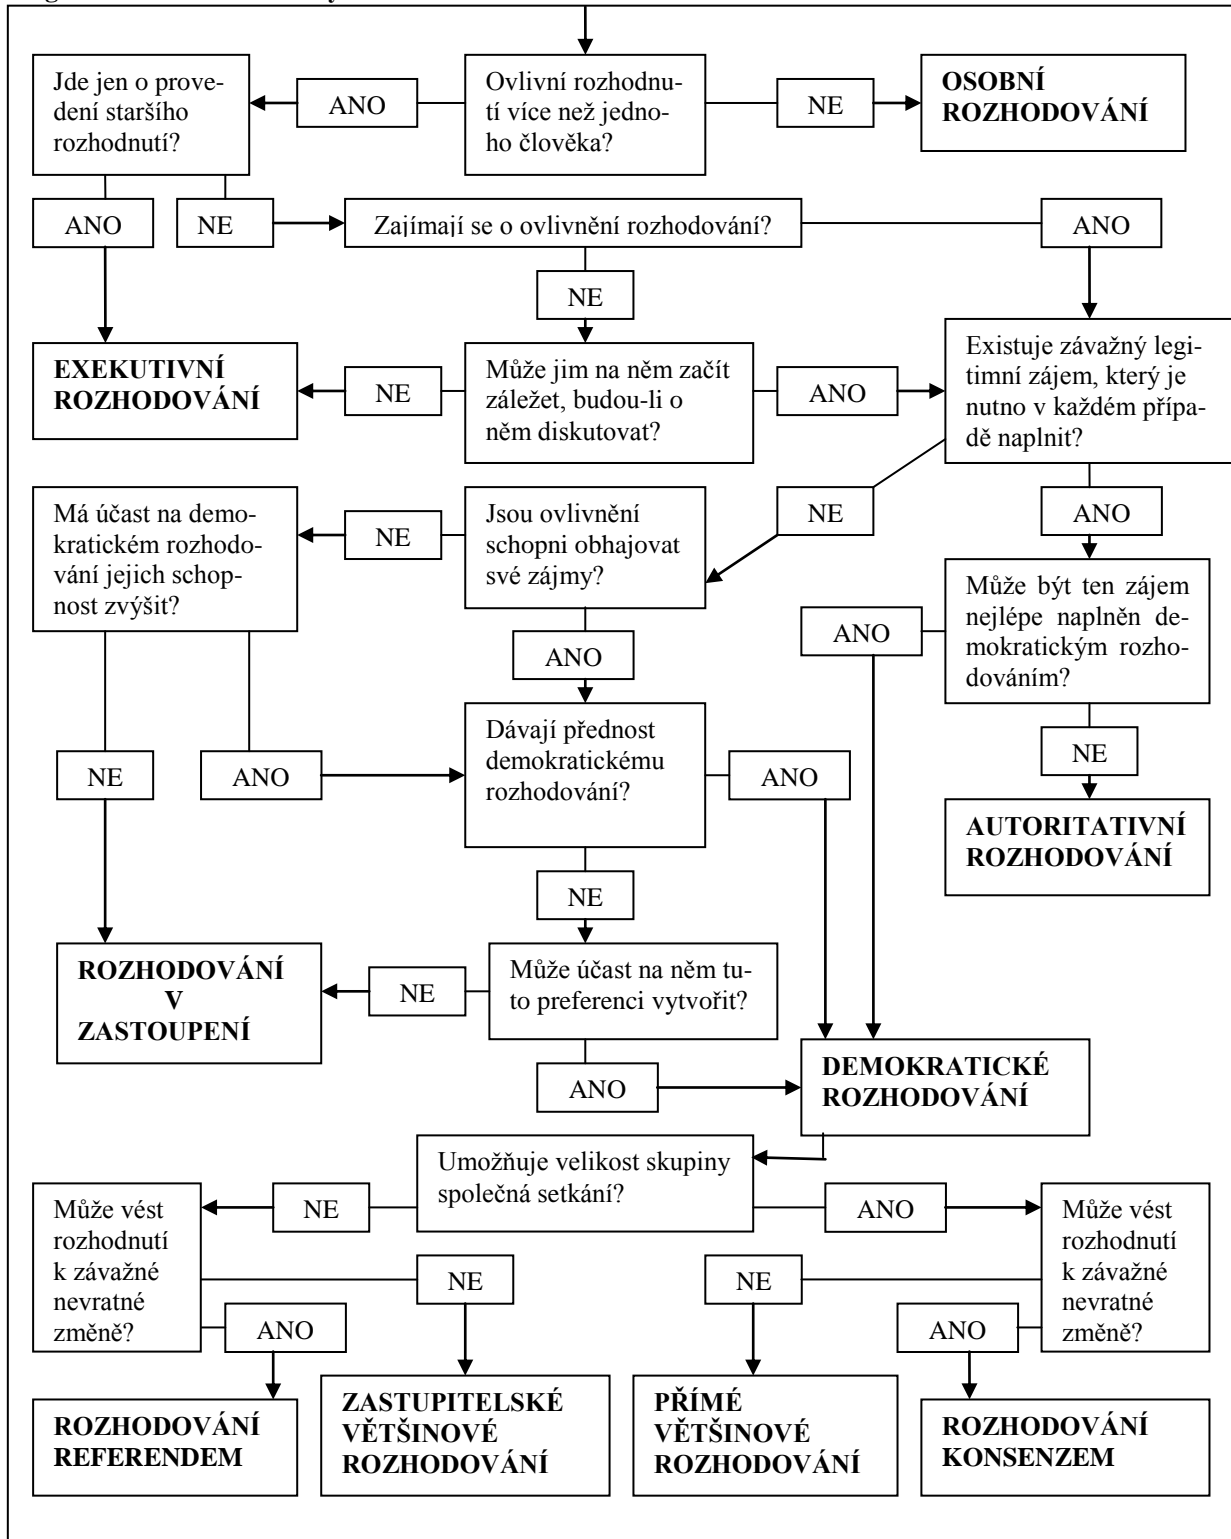 Jde jen o prove-
dení staršího
rozhodnutí?
ANO
Ovlivní rozhodnu-
tí více než jedno-
ho člověka?
NE
OSOBNÍ
ROZHODOVÁNÍ
ANO
NE
Zajímají se o ovlivnění rozhodování?
ANO
NE
EXEKUTIVNÍ
ROZHODOVÁNÍ
NE
Může jim na něm začít
záležet, budou-li o
něm diskutovat?
ANO
Existuje závažný legi-
timní zájem, který je
nutno v každém přípa-
dě naplnit?
Má účast na demo-
kratickém rozhodo-
vání jejich schop-
nost zvýšit?
NE
Jsou ovlivnění
schopni obhajovat
své zájmy?
NE
ANO
ANO
ANO
Může být ten zájem
nejlépe naplněn de-
mokratickým rozho-
dováním?
NE
ANO
Dávají přednost
demokratickému
rozhodování?
ANO
NE
AUTORITATIVNÍ
ROZHODOVÁNÍ
NE
ROZHODOVÁNÍ
V
ZASTOUPENÍ
NE
Může účast na něm tu-
to preferenci vytvořit?
ANO
DEMOKRATICKÉ
ROZHODOVÁNÍ
Umožňuje velikost skupiny
společná setkání?
NE
ANO
Může vést
rozhodnutí
k závažné
nevratné
změně?
NE
ANO
NE
ANO
Může vést
rozhodnutí
k závažné
nevratné
změně?
ROZHODOVÁNÍ
REFERENDEM
ZASTUPITELSKÉ
VĚTŠINOVÉ
ROZHODOVÁNÍ
PŘÍMÉ
VĚTŠINOVÉ
ROZHODOVÁNÍ
ROZHODOVÁNÍ
KONSENZEM